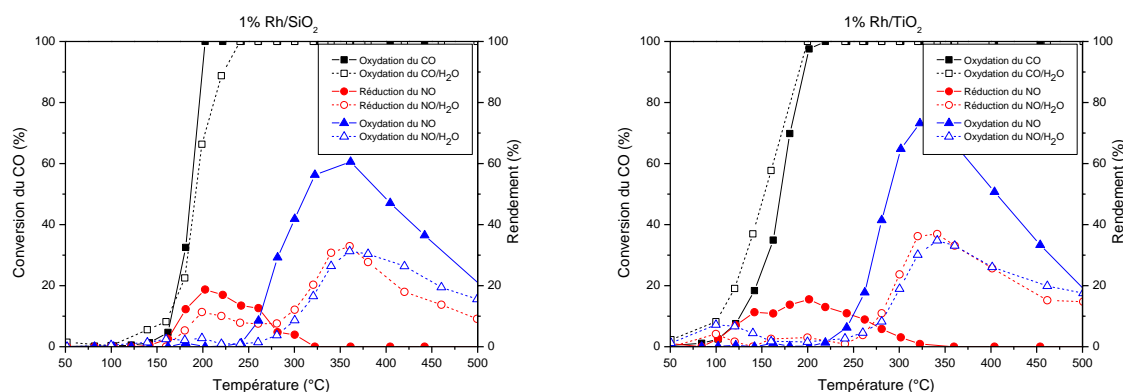 1% Rh/SiO2
Conversion du CO (%)
100
80
60
40
20
0
50 100 150 200 250 300 350 400 450 500
Température (°C)
100
80
60
40
20
0
Rendement (%)
Oxydation du CO
Oxydation du CO/H2O
Réduction du NO
Réduction du NO/H2O
Oxydation du NO
Oxydation du NO/H2O
1% Rh/TiO2
Conversion du CO (%)
100
80
60
40
20
0
50 100 150 200 250 300 350 400 450 500
Température (°C)
100
80
60
40
20
0
Rendement (%)
Oxydation du CO
Oxydation du CO/H2O
Réduction du NO
Réduction du NO/H2O
Oxydation du NO
Oxydation du NO/H2O